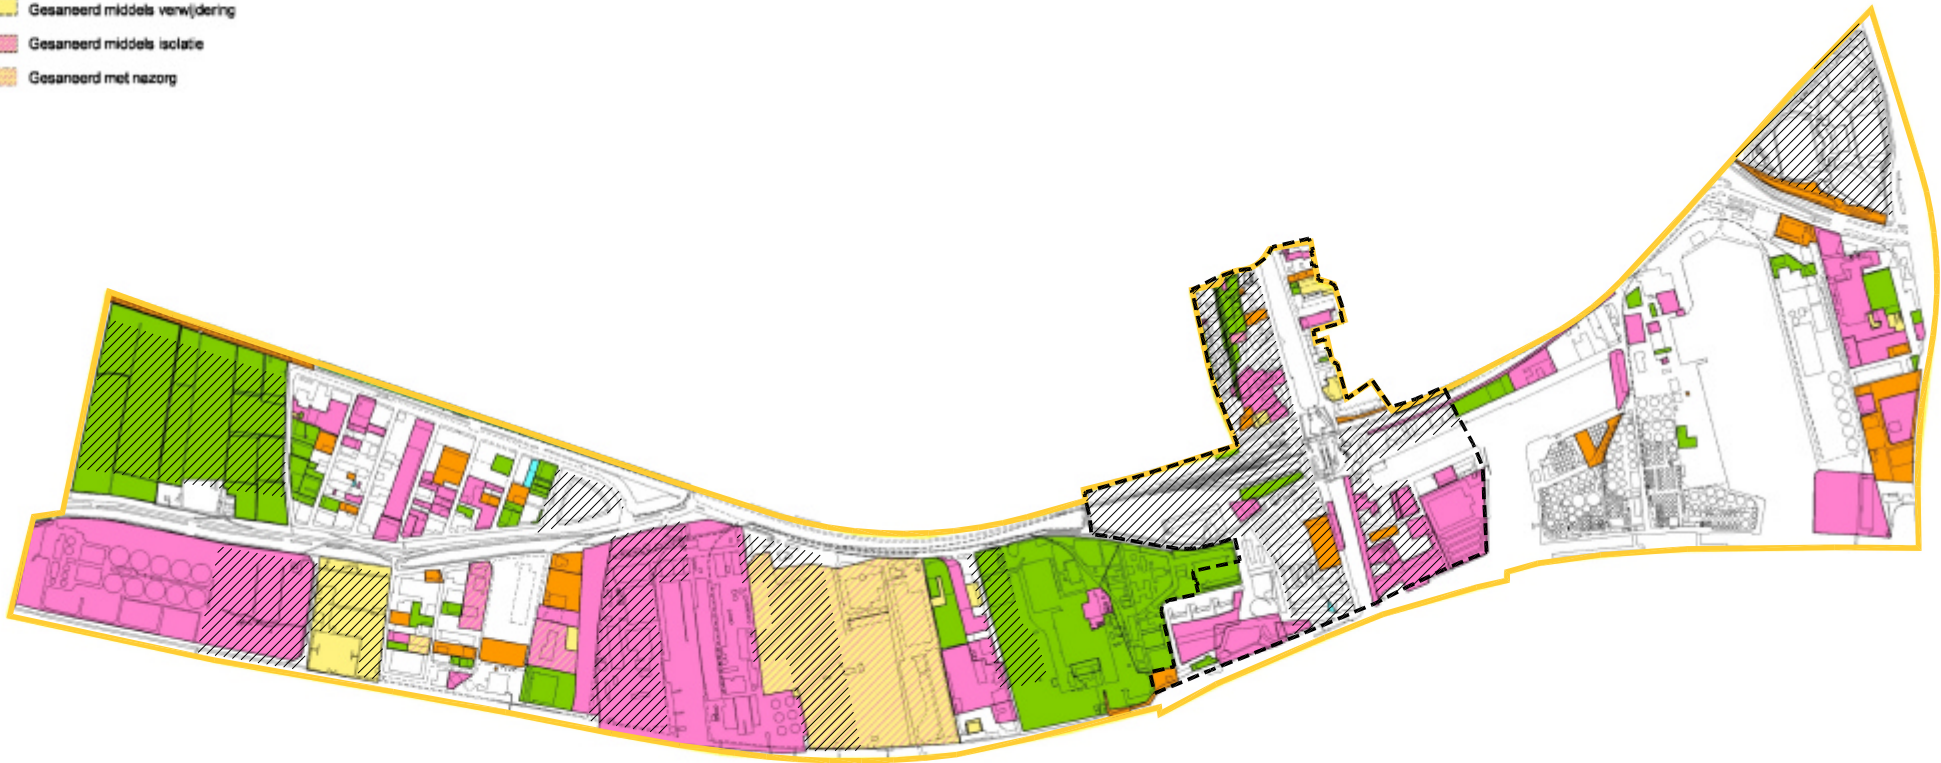 Gesaneerd middels verwijdering
Gesaneerd middels isolatie
Gesaneerd met nazorg